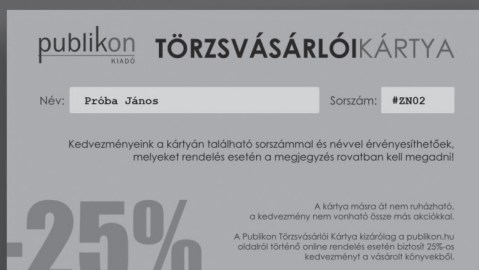 publikon
KIADÓ
TÖRZSVÁSÁRLÓIKÁRTYA
Név: Próba János Sorszám: #ZN02
Kedvezményeink a kártyán található sorszámmal és névvel érvényesíthetőek,
melyeket rendelés esetén a megjegyzés rovatban kell megadni!
-25%
A kártya másra át nem ruházható,
a kedvezmény nem vonható össze más akciókkal.
A Publikon Törzsvásárlói Kártya kizárólag a publikon.hu
oldalról történő online rendelés esetén biztosít 25%-os
kedvezményt a vásárolt könyvekből.